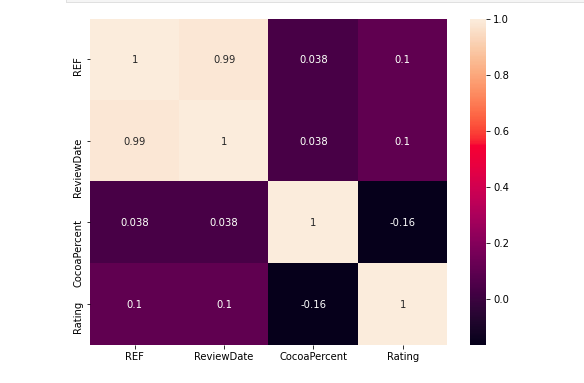 REF
1
0.99
0.038
0.1
ReviewDate
0.99
1
0.038
0.1
CocoaPercent
0.038
0.038
1
-0.16
Rating
0.1
0.1
-0.16
1
REF
ReviewDate
CocoaPercent
Rating
1.0
0.8
0.6
0.4
0.2
0.0